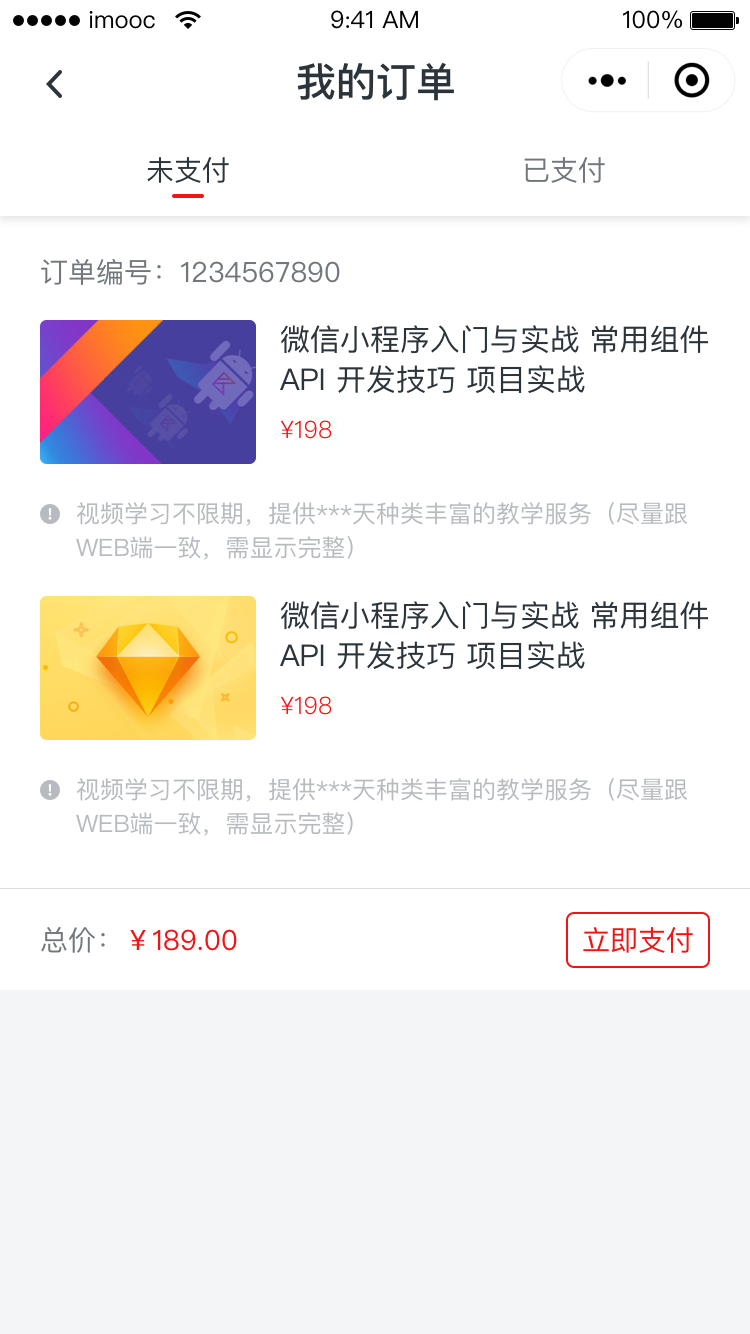 imooc 9:41 AM 100%
我的订单
未支付 已支付
订单编号：1234567890
微信小程序入门与实战 常用组件
API 开发技巧 项目实战
¥198
视频学习不限期，提供***天种类丰富的教学服务（尽量跟
WEB端一致，需显示完整）
微信小程序入门与实战 常用组件
API 开发技巧 项目实战
¥198
视频学习不限期，提供***天种类丰富的教学服务（尽量跟
WEB端一致，需显示完整）
总价： ¥189.00 立即支付